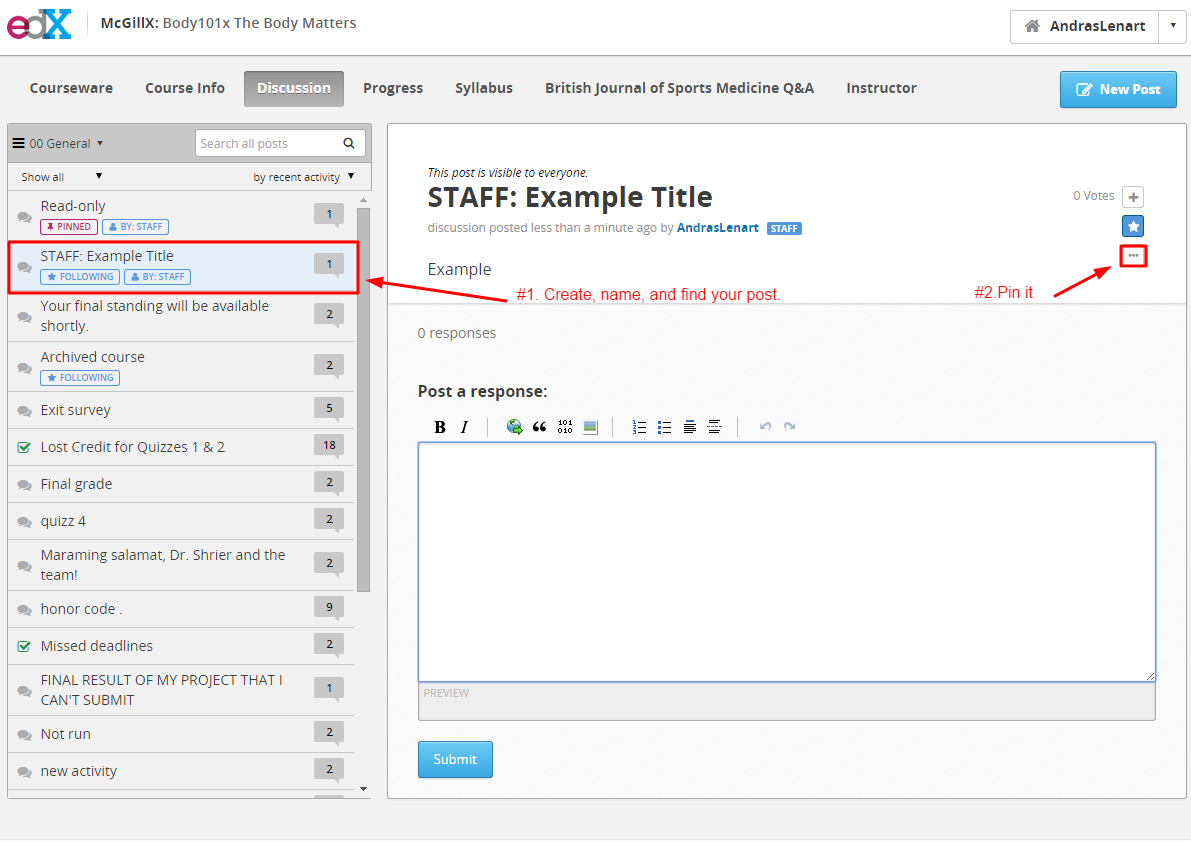 edX
McGillX: Body101x The Body Matters
AndrasLenart
Courseware
Course Info
Discussion
Progress
Syllabus
British Journal of Sports Medicine Q&A
Instructor
New Post
00 General
Search all posts
Show all
by recent activity
Read-only
1
PINNED
BY: STAFF
STAFF: Example Title
1
FOLLOWING
BY: STAFF
Your final standing will be available
shortly.
2
Archived course
2
FOLLOWING
Exit survey
5
Lost Credit for Quizzes 1 & 2
18
Final grade
2
quizz 4
2
Maraming salamat, Dr. Shrier and the
team!
2
honor code .
9
Missed deadlines
2
FINAL RESULT OF MY PROJECT THAT I
CAN'T SUBMIT
1
Not run
2
new activity
2
This post is visible to everyone.
STAFF: Example Title
0 Votes
discussion posted less than a minute ago by AndrasLenart STAFF
Example
#1. Create, name, and find your post.
#2.Pin it
0 responses
Post a response:
B I
101
010
PREVIEW
Submit